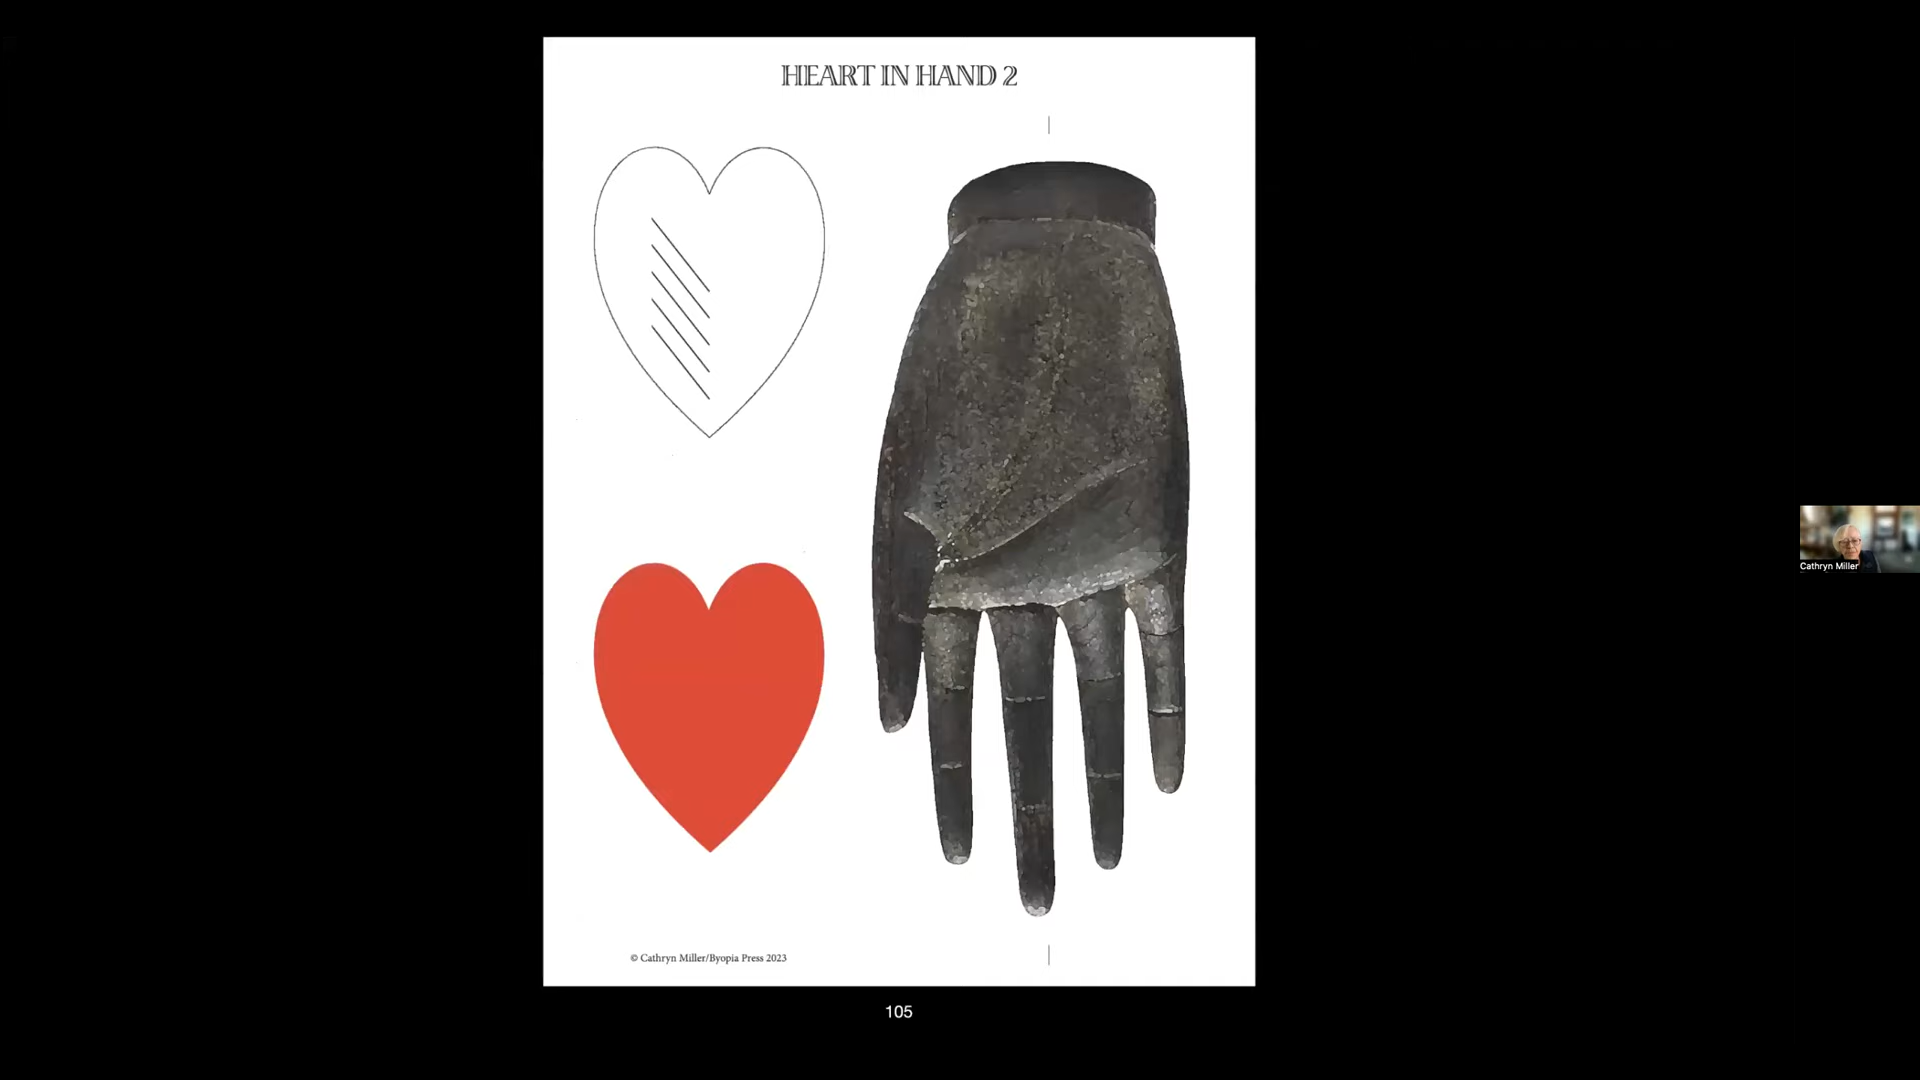 HEART IN HAND 2
© Cathryn Miller/Byopia Press 2023
105
Cathryn Miller